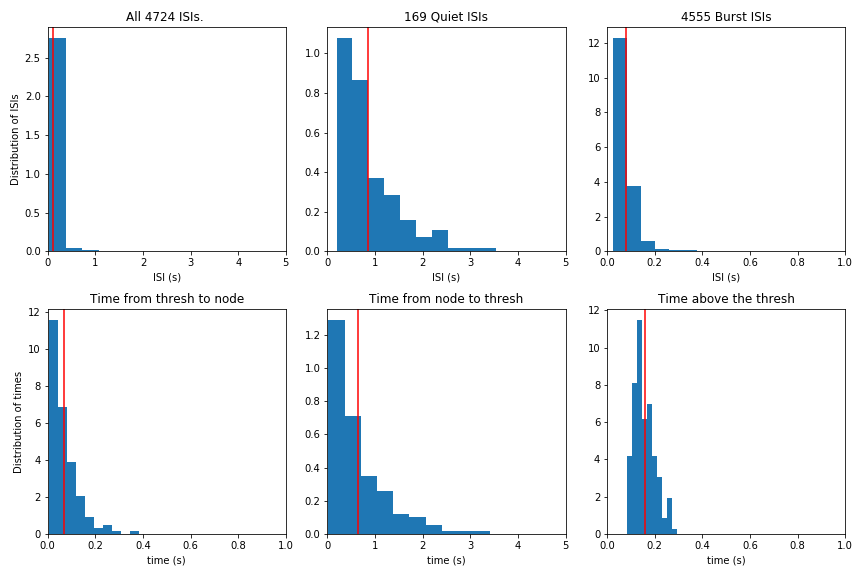 All 4724 ISIs.
169 Quiet ISIs
4555 Burst ISIs
Distribution of ISIs
2.5
2.0
1.5
1.0
0.5
0.0
0 1 2 3 4 5
ISI (s)
1.0
0.8
0.6
0.4
0.2
0.0
0 1 2 3 4 5
ISI (s)
12
10
8
6
4
2
0
0.0 0.2 0.4 0.6 0.8 1.0
ISI (s)
Time from thresh to node
Time from node to thresh
Time above the thresh
Distribution of times
12
10
8
6
4
2
0
0.0 0.2 0.4 0.6 0.8 1.0
time (s)
1.2
1.0
0.8
0.6
0.4
0.2
0.0
0 1 2 3 4 5
time (s)
12
10
8
6
4
2
0
0.0 0.2 0.4 0.6 0.8 1.0
time (s)